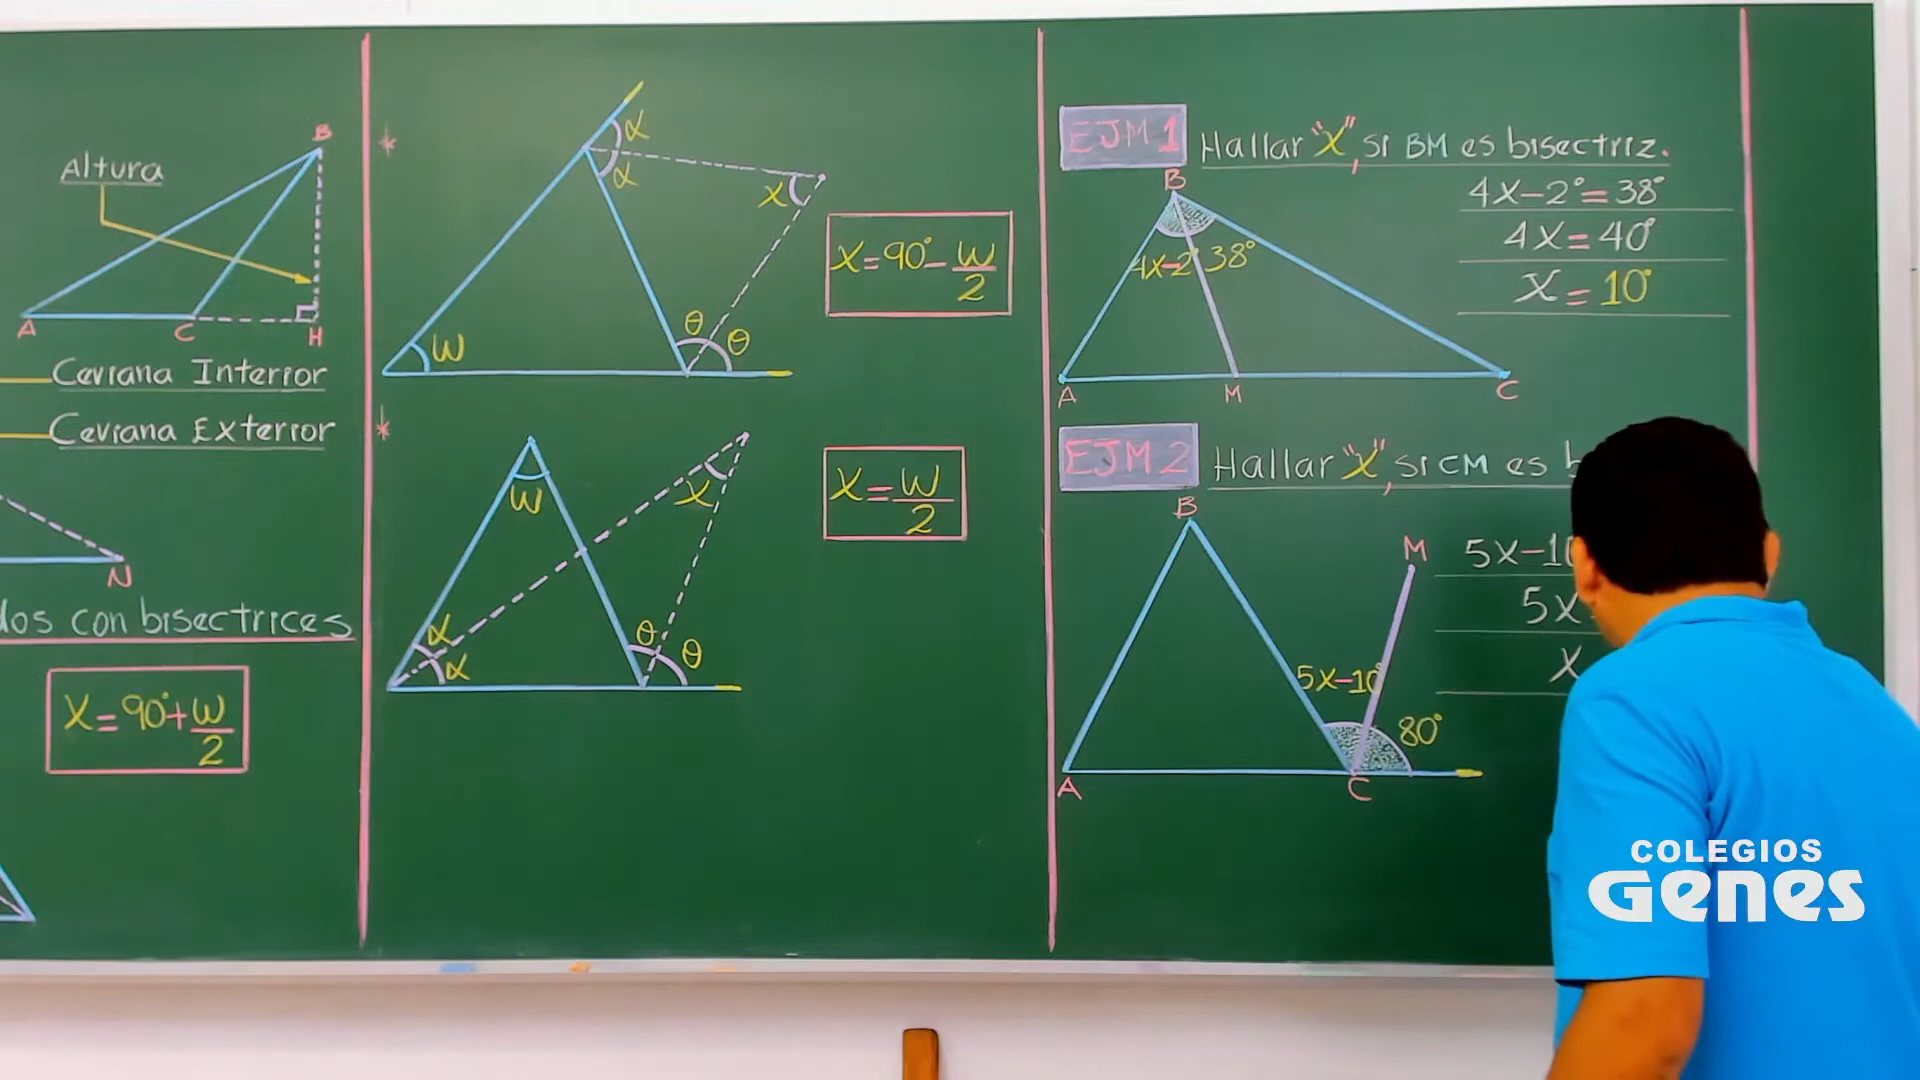 Altura
B
A
C
H
Ceviana Interior
Ceviana Exterior
N
con bisectrices
X=90°+W/2
*
α
α
X
θ
θ
W
X=90°-W/2
*
W
X
α
α
θ
θ
X=W/2
EJM 1
Hallar "X", si BM es bisectriz.
B
4X-2° 38°
A
M
C
4X-2°=38°
4X=40°
X=10°
EJM 2
Hallar "X", si CM es
B
M
5X-10°
80°
A
C
5X-1
5X
X
COLEGIOS
Genes